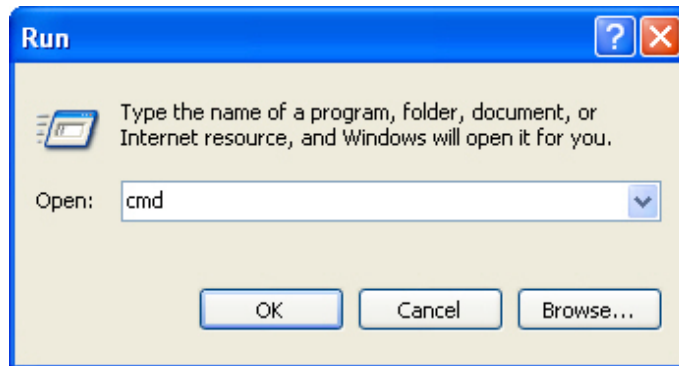 Run
Type the name of a program, folder, document, or
Internet resource, and Windows will open it for you.
Open: cmd
OK Cancel Browse...